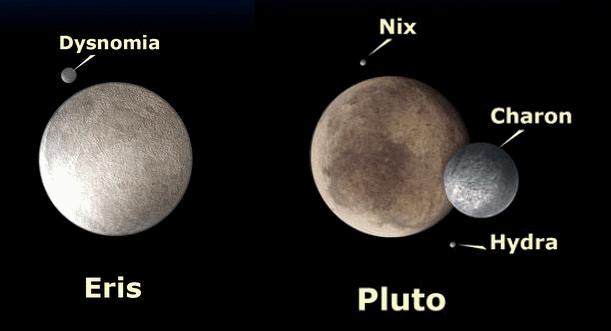 Dysnomia
Eris
Nix
Charon
Hydra
Pluto